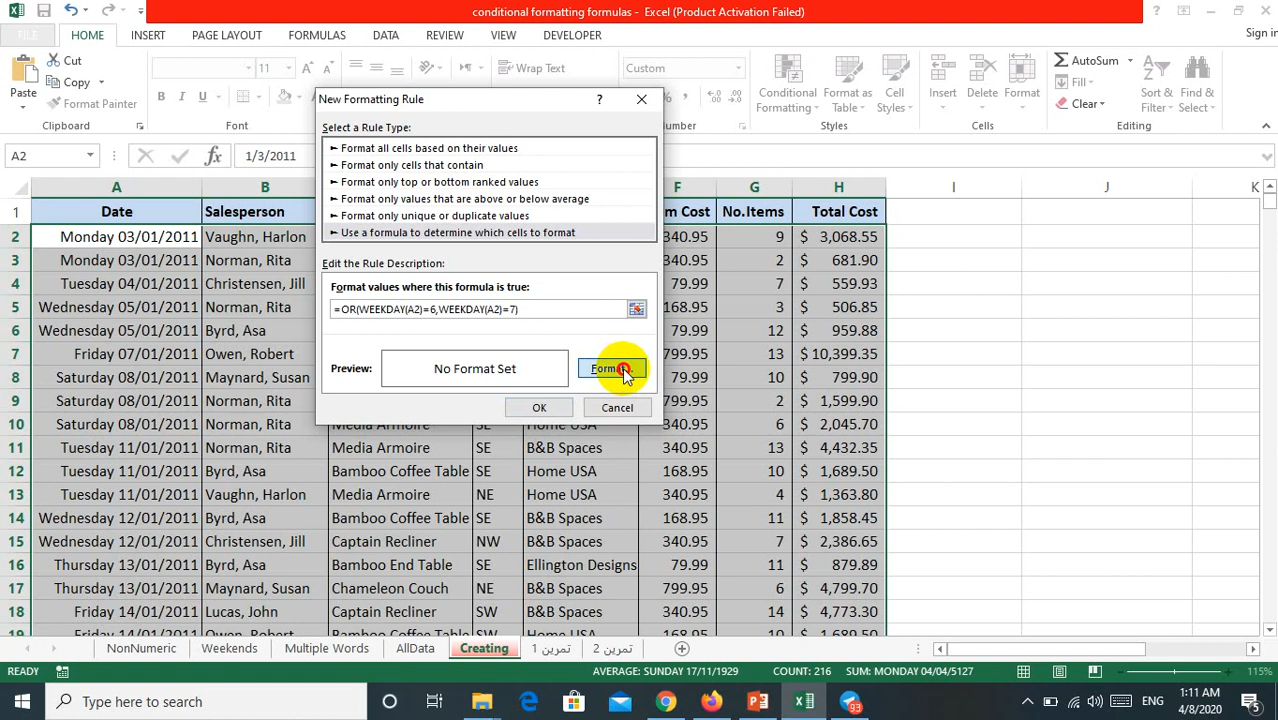 conditional formatting formulas - Excel (Product Activation Failed)
FILE HOME INSERT PAGE LAYOUT FORMULAS DATA REVIEW VIEW DEVELOPER Sign in
Paste Cut Copy Format Painter Clipboard
11 B I U Font
Wrap Text
Custom
Conditional Formatting Format as Table Cell Styles Styles
Insert Delete Format Cells
AutoSum Fill Clear Sort & Filter Find & Select Editing
A2 1/3/2011
New Formatting Rule
Select a Rule Type:
► Format all cells based on their values
► Format only cells that contain
► Format only top or bottom ranked values
► Format only values that are above or below average
► Format only unique or duplicate values
► Use a formula to determine which cells to format
Edit the Rule Description:
Format values where this formula is true:
=OR(WEEKDAY(A2)=6,WEEKDAY(A2)=7)
Preview: No Format Set
OK Cancel
A B F G H I J K
1 Date Salesperson m Cost No.Items Total Cost
2 Monday 03/01/2011 Vaughn, Harlon 340.95 9 $ 3,068.55
3 Monday 03/01/2011 Norman, Rita 340.95 2 $ 681.90
4 Tuesday 04/01/2011 Christensen, Jill 79.99 7 $ 559.93
5 Wednesday 05/01/2011 Norman, Rita 168.95 3 $ 506.85
6 Wednesday 05/01/2011 Byrd, Asa 79.99 12 $ 959.88
7 Friday 07/01/2011 Owen, Robert 799.95 13 $ 10,399.35
8 Saturday 08/01/2011 Maynard, Susan 79.99 10 $ 799.90
9 Saturday 08/01/2011 Norman, Rita 799.95 2 $ 1,599.90
10 Saturday 08/01/2011 Norman, Rita Media Armoire SE Home USA 340.95 6 $ 2,045.70
11 Tuesday 11/01/2011 Norman, Rita Media Armoire SE B&B Spaces 340.95 13 $ 4,432.35
12 Tuesday 11/01/2011 Byrd, Asa Bamboo Coffee Table SE Home USA 168.95 10 $ 1,689.50
13 Tuesday 11/01/2011 Vaughn, Harlon Media Armoire NE Home USA 340.95 4 $ 1,363.80
14 Wednesday 12/01/2011 Byrd, Asa Bamboo Coffee Table SE B&B Spaces 168.95 11 $ 1,858.45
15 Wednesday 12/01/2011 Christensen, Jill Captain Recliner NW B&B Spaces 340.95 7 $ 2,386.65
16 Thursday 13/01/2011 Byrd, Asa Bamboo End Table SE Ellington Designs 79.99 11 $ 879.89
17 Thursday 13/01/2011 Maynard, Susan Chameleon Couch NE B&B Spaces 799.95 6 $ 4,799.70
18 Friday 14/01/2011 Lucas, John Captain Recliner SW B&B Spaces 340.95 14 $ 4,773.30
19 Friday 14/01/2011 Owen, Robert Bamboo Coffee Table SW B&B Spaces 168.95 10 $ 1,689.50
NonNumeric Weekends Multiple Words AllData Creating تمرين 1 تمرين 2
READY AVERAGE: SUNDAY 17/11/1929 COUNT: 216 SUM: MONDAY 04/04/5127 115%
Type here to search
93
ENG
1:11 AM
4/8/2020
5